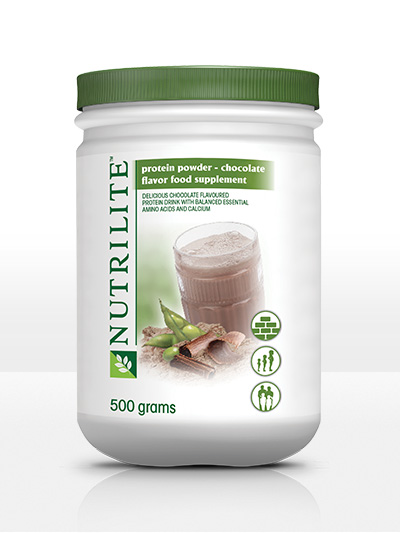 NUTRILITE™
protein powder - chocolate
flavor food supplement
DELICIOUS CHOCOLATE FLAVOURED
PROTEIN DRINK WITH BALANCED ESSENTIAL
AMINO ACIDS AND CALCIUM
500 grams